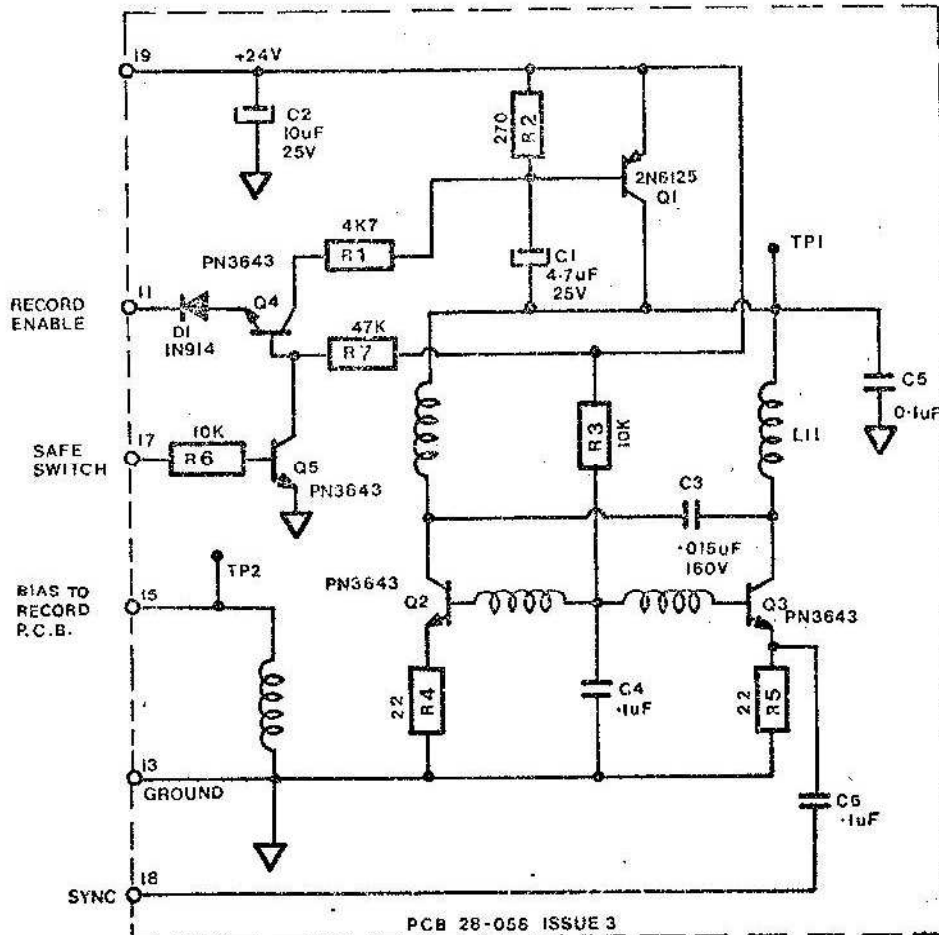 19
+24V
C2
10uF
25V
270
R2
2N6125
Q1
4K7
R1
PN3643
C1
4.7uF
25V
TP1
11
RECORD
ENABLE
D1
1N914
Q4
47K
R7
C5
0.1uF
L11
R3
10K
17
SAFE
SWITCH
10K
R6
Q5
PN3643
C3
.015uF
160V
TP2
BIAS TO
RECORD
P.C.B.
15
PN3643
Q2
Q3
PN3643
22
R4
C4
.1uF
22
R5
13
GROUND
C6
.1uF
18
SYNC
PCB 28-058 ISSUE 3